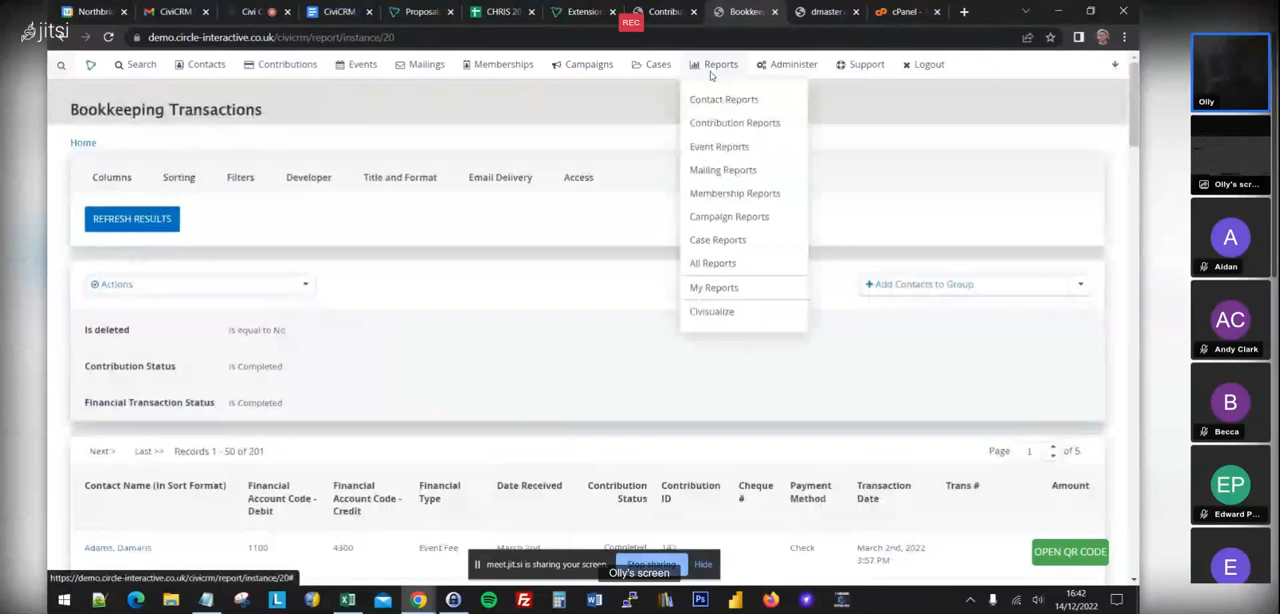 Northbri
CiviCRM
Civi C
CiviCRM
Proposal
CHRIS 20
Extension
Contribut
Bookkee
dmaster
cPanel -
REC
jitsi
demo.circle-interactive.co.uk/civicrm/report/instance/20
Search
Contacts
Contributions
Events
Mailings
Memberships
Campaigns
Cases
Reports
Administer
Support
Logout
Contact Reports
Contribution Reports
Event Reports
Mailing Reports
Membership Reports
Campaign Reports
Case Reports
All Reports
My Reports
Civisualize
Bookkeeping Transactions
Home
Columns
Sorting
Filters
Developer
Title and Format
Email Delivery
Access
REFRESH RESULTS
Actions
+ Add Contacts to Group
Is deleted
Is equal to No
Contribution Status
Is Completed
Financial Transaction Status
Is Completed
Next >
Last >>
Records 1 - 50 of 201
Page 1 of 5
Contact Name (In Sort Format)
Financial
Account Code -
Debit
Financial
Account Code -
Credit
Financial
Type
Date Received
Contribution
Status
Contribution
ID
Cheque
#
Payment
Method
Transaction
Date
Trans #
Amount
Adams, Damaris
1100
4300
Event Fee
March 2nd
Completed
142
Check
March 2nd, 2022
3:57 PM
OPEN QR CODE
meet.jit.si is sharing your screen.
Stop sharing
Hide
Olly's screen
https://demo.circle-interactive.co.uk/civicrm/report/instance/20#
16:42
14/12/2022
Olly
Olly's scr...
A
Aidan
AC
Andy Clark
B
Becca
EP
Edward P...
E